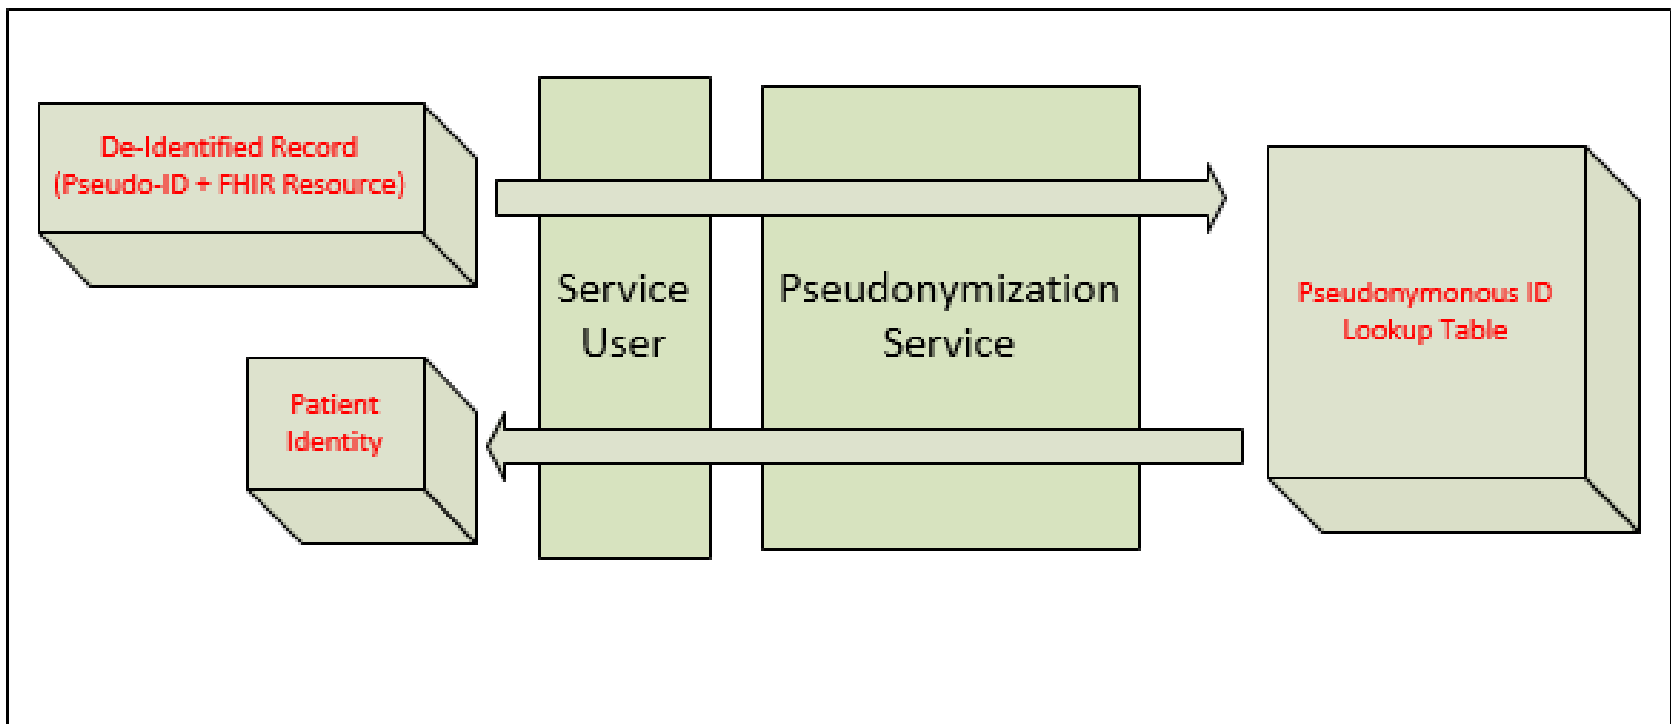 De-Identified Record
(Pseudo-ID + FHIR Resource)
Service
User
Pseudonymization
Service
Pseudonymonous ID
Lookup Table
Patient
Identity